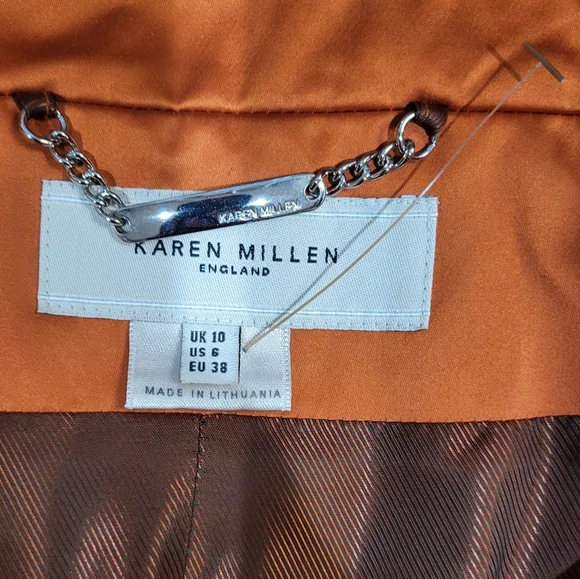 KAREN MILLEN
KAREN MILLEN
ENGLAND
UK 10
US 6
EU 38
MADE IN LITHUANIA